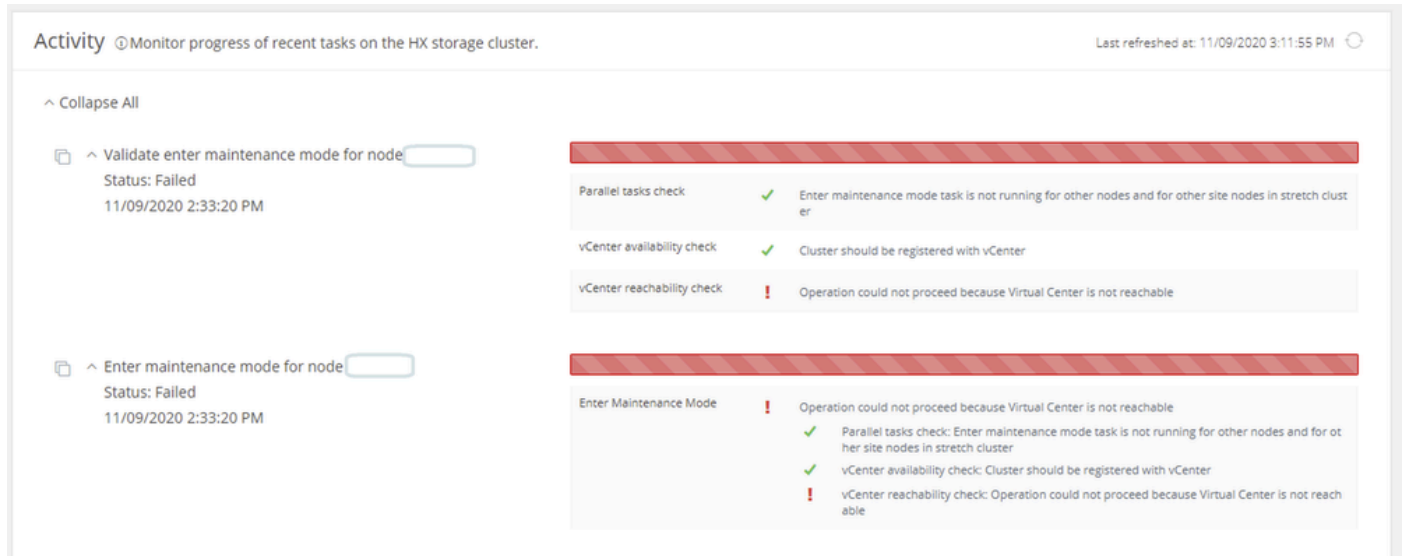 Activity ⓘ Monitor progress of recent tasks on the HX storage cluster.
Last refreshed at: 11/09/2020 3:11:55 PM
Collapse All
Validate enter maintenance mode for node
Status: Failed
11/09/2020 2:33:20 PM
Parallel tasks check
Enter maintenance mode task is not running for other nodes and for other site nodes in stretch clust
er
vCenter availability check
Cluster should be registered with vCenter
vCenter reachability check
Operation could not proceed because Virtual Center is not reachable
Enter maintenance mode for node
Status: Failed
11/09/2020 2:33:20 PM
Enter Maintenance Mode
Operation could not proceed because Virtual Center is not reachable
Parallel tasks check: Enter maintenance mode task is not running for other nodes and for ot
her site nodes in stretch cluster
vCenter availability check: Cluster should be registered with vCenter
vCenter reachability check: Operation could not proceed because Virtual Center is not reach
able